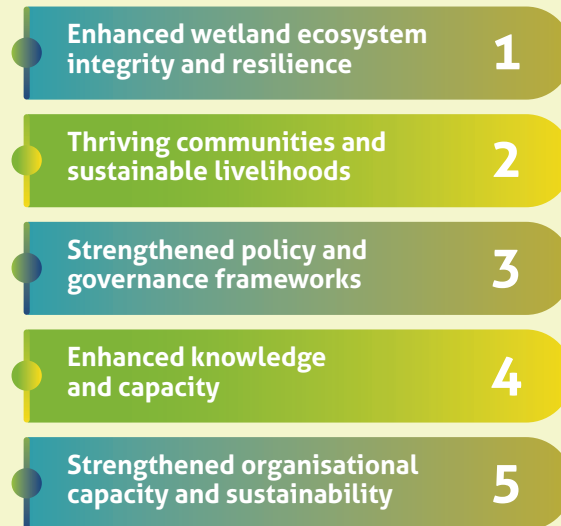 Enhanced wetland ecosystem
integrity and resilience
1
Thriving communities and
sustainable livelihoods
2
Strengthened policy and
governance frameworks
3
Enhanced knowledge
and capacity
4
Strengthened organisational
capacity and sustainability
5